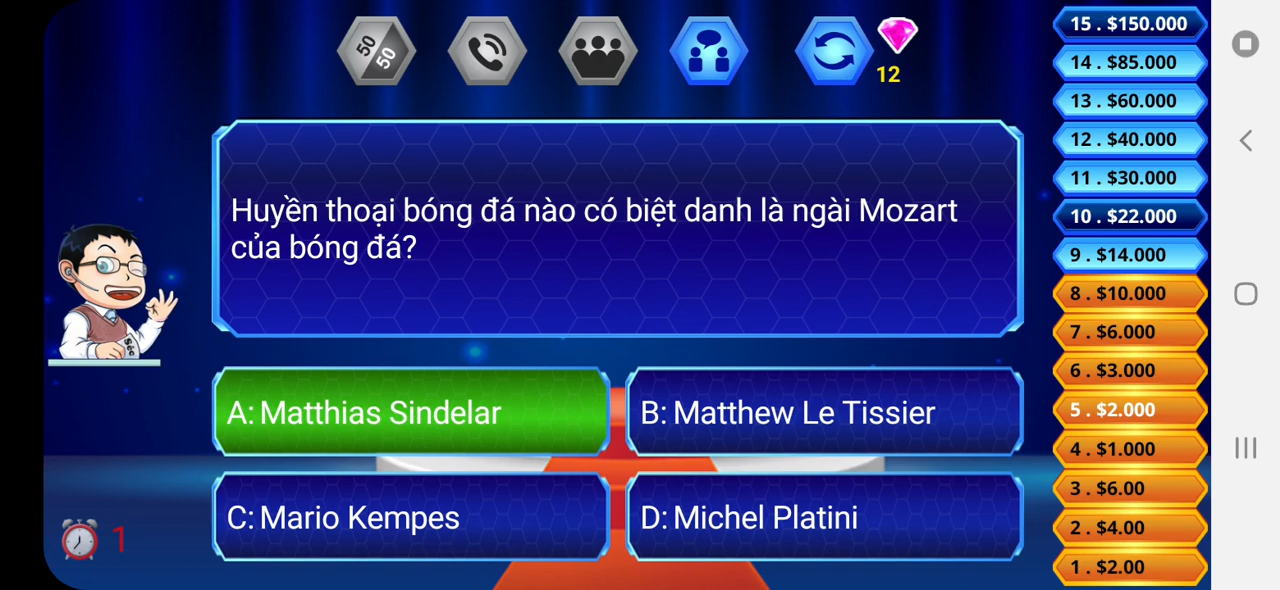 50
50
12
Huyền thoại bóng đá nào có biệt danh là ngài Mozart
của bóng đá?
A: Matthias Sindelar
B: Matthew Le Tissier
C: Mario Kempes
D: Michel Platini
1
15 . $150.000
14 . $85.000
13 . $60.000
12 . $40.000
11 . $30.000
10 . $22.000
9 . $14.000
8 . $10.000
7 . $6.000
6 . $3.000
5 . $2.000
4 . $1.000
3 . $6.00
2 . $4.00
1 . $2.00